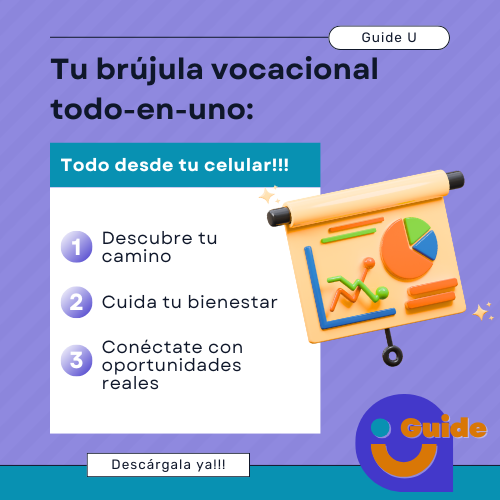 Guide U
Tu brújula vocacional
todo-en-uno:
Todo desde tu celular!!!
1 Descubre tu
camino
2 Cuida tu bienestar
3 Conéctate con
oportunidades
reales
Guide
Descárgala ya!!!